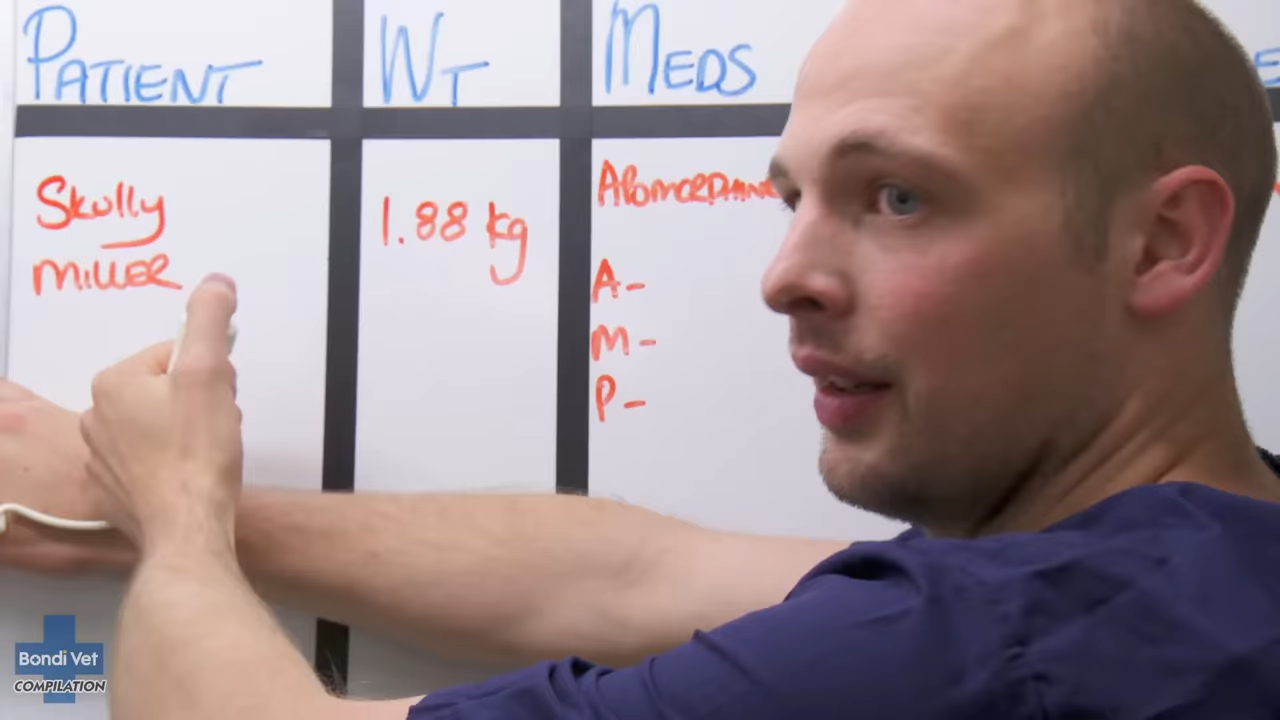 PATIENT WT MEDS
Skully
MILLER
1.88 kg
A-
M-
P-
Bondi Vet
COMPILATION